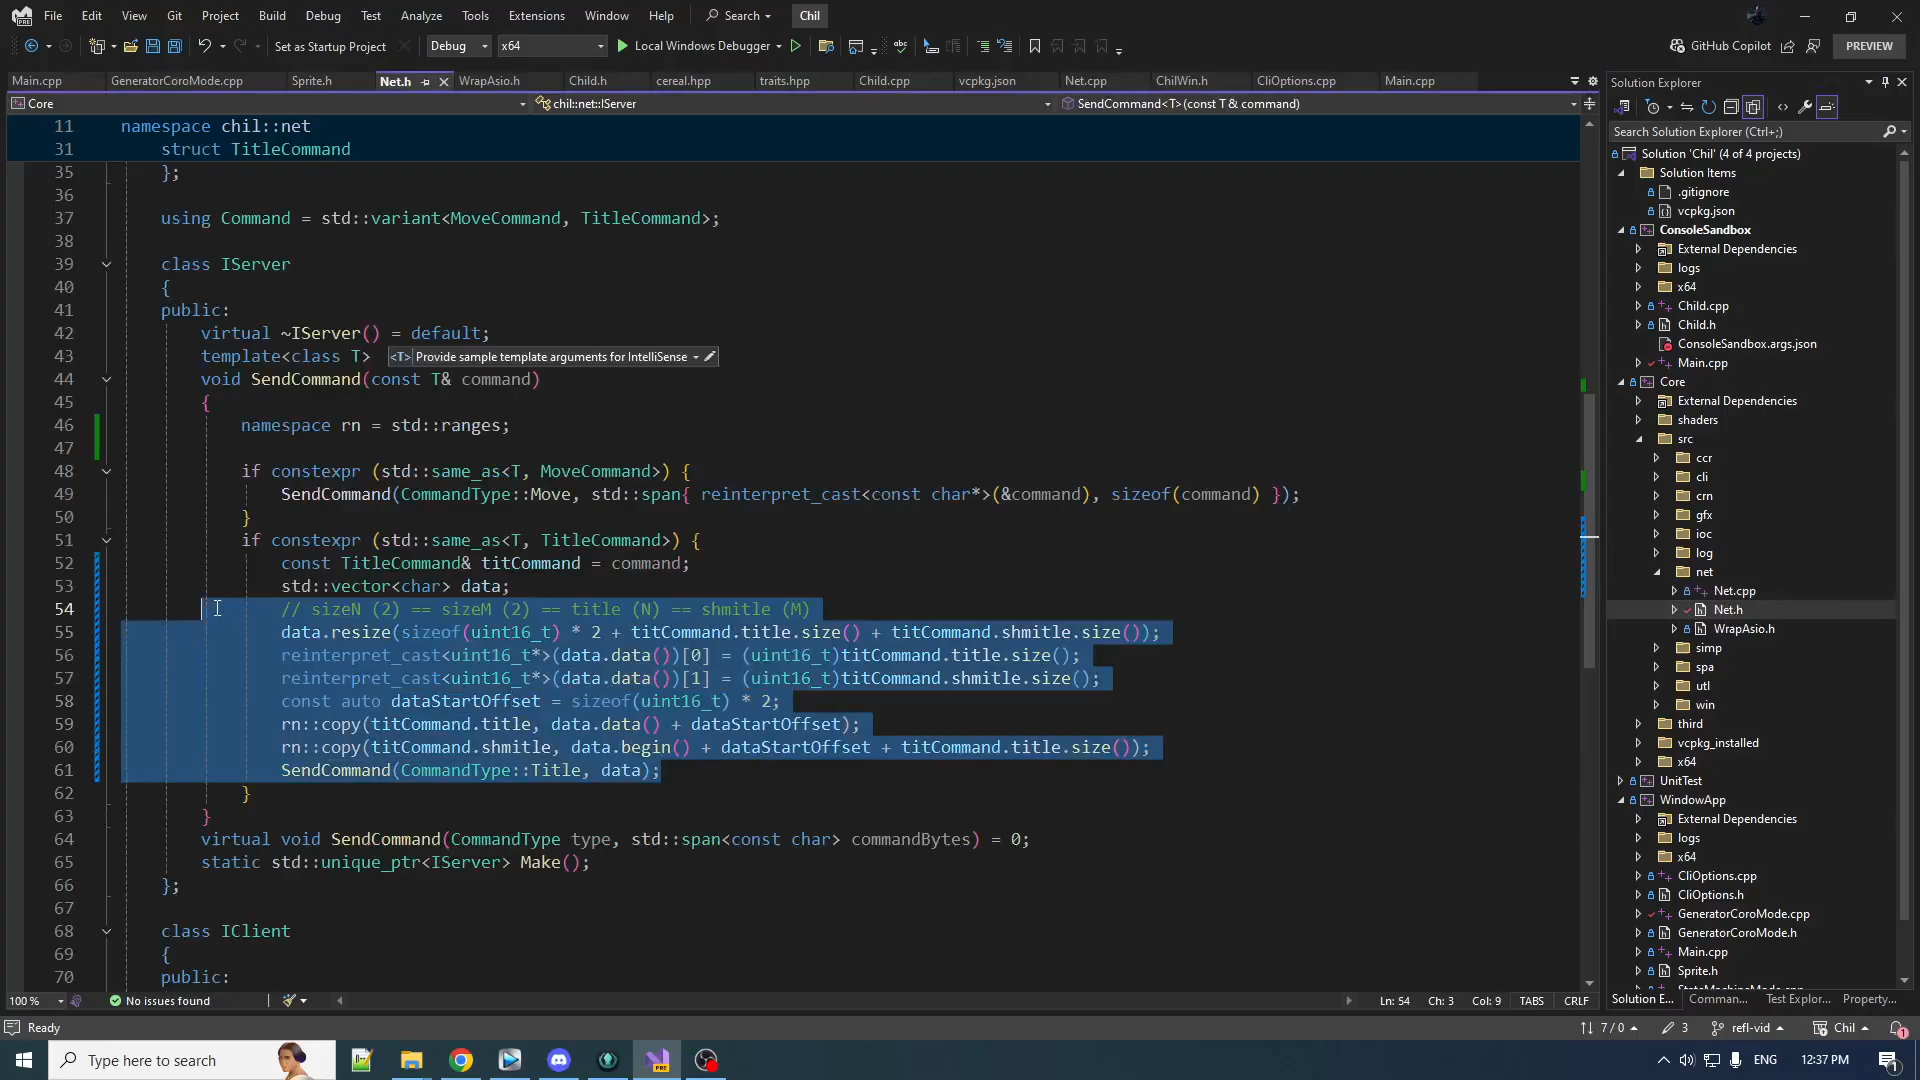 File Edit View Git Project Build Debug Test Analyze Tools Extensions Window Help Search Chil
Set as Startup Project Debug x64 Local Windows Debugger GitHub Copilot PREVIEW
Main.cpp GeneratorCoroMode.cpp Sprite.h Net.h WrapAsio.h Child.h cereal.hpp traits.hpp Child.cpp vcpkg.json Net.cpp ChilWin.h CliOptions.cpp Main.cpp
Core chil::net::IServer SendCommand<T>(const T & command)
11 namespace chil::net
31 struct TitleCommand
35 };
36
37 using Command = std::variant<MoveCommand, TitleCommand>;
38
39 class IServer
40 {
41 public:
42 virtual ~IServer() = default;
43 template<class T> <T> Provide sample template arguments for IntelliSense
44 void SendCommand(const T& command)
45 {
46 namespace rn = std::ranges;
47
48 if constexpr (std::same_as<T, MoveCommand>) {
49 SendCommand(CommandType::Move, std::span{ reinterpret_cast<const char*>(&command), sizeof(command) });
50 }
51 if constexpr (std::same_as<T, TitleCommand>) {
52 const TitleCommand& titCommand = command;
53 std::vector<char> data;
54 // sizeN (2) == sizeM (2) == title (N) == shmitle (M)
55 data.resize(sizeof(uint16_t) * 2 + titCommand.title.size() + titCommand.shmitle.size());
56 reinterpret_cast<uint16_t*>(data.data())[0] = (uint16_t)titCommand.title.size();
57 reinterpret_cast<uint16_t*>(data.data())[1] = (uint16_t)titCommand.shmitle.size();
58 const auto dataStartOffset = sizeof(uint16_t) * 2;
59 rn::copy(titCommand.title, data.data() + dataStartOffset);
60 rn::copy(titCommand.shmitle, data.begin() + dataStartOffset + titCommand.title.size());
61 SendCommand(CommandType::Title, data);
62 }
63 }
64 virtual void SendCommand(CommandType type, std::span<const char> commandBytes) = 0;
65 static std::unique_ptr<IServer> Make();
66 };
67
68 class IClient
69 {
70 public:
100 % No issues found Ln: 54 Ch: 3 Col: 9 TABS CRLF
Solution Explorer
Search Solution Explorer (Ctrl+;)
Solution 'Chil' (4 of 4 projects)
Solution Items
.gitignore
vcpkg.json
ConsoleSandbox
External Dependencies
logs
x64
Child.cpp
Child.h
ConsoleSandbox.args.json
Main.cpp
Core
External Dependencies
shaders
src
ccr
cli
crn
gfx
ioc
log
net
Net.cpp
Net.h
WrapAsio.h
simp
spa
utl
win
third
vcpkg_installed
x64
UnitTest
WindowApp
External Dependencies
logs
x64
CliOptions.cpp
CliOptions.h
GeneratorCoroMode.cpp
GeneratorCoroMode.h
Main.cpp
Sprite.h
Solution E... Comman... Test Explor... Property...
Ready 7 / 0 3 refl-vid Chil 1
Type here to search ENG 12:37 PM 1